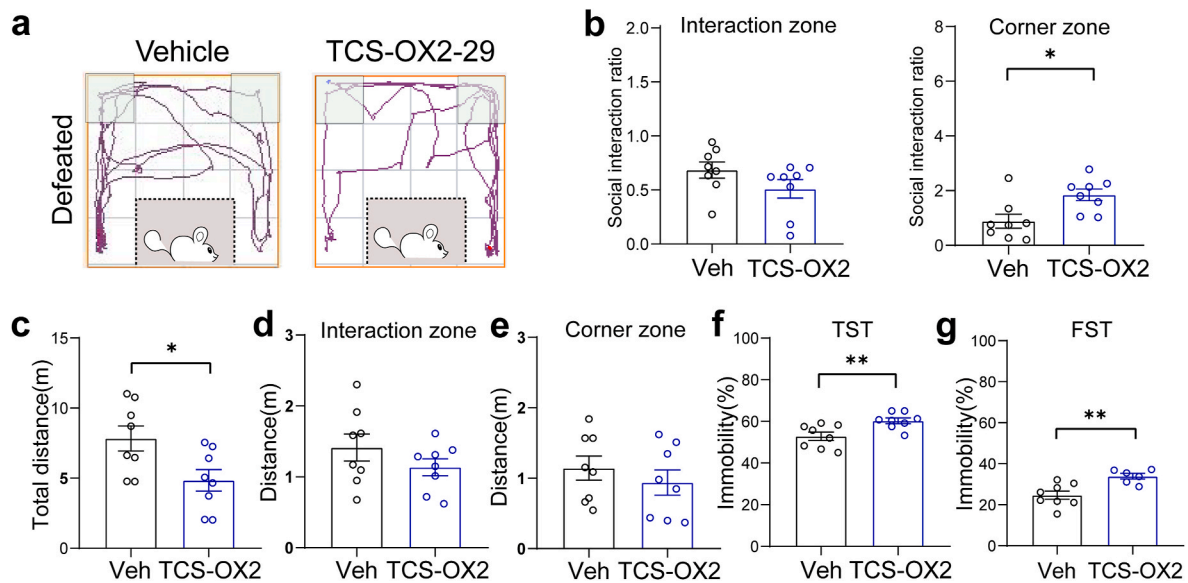 a
Vehicle
TCS-OX2-29
Defeated
b
Interaction zone
Social interaction ratio
2.0
1.5
1.0
0.5
0.0
Veh TCS-OX2
Corner zone
Social interaction ratio
8
6
4
2
0
*
Veh TCS-OX2
c
Total distance(m)
15
10
5
0
*
Veh TCS-OX2
d
Interaction zone
Distance(m)
3
2
1
0
Veh TCS-OX2
e
Corner zone
Distance(m)
3
2
1
0
Veh TCS-OX2
f
TST
Immobility(%)
100
80
60
40
20
0
**
Veh TCS-OX2
g
FST
Immobility(%)
100
80
60
40
20
0
**
Veh TCS-OX2